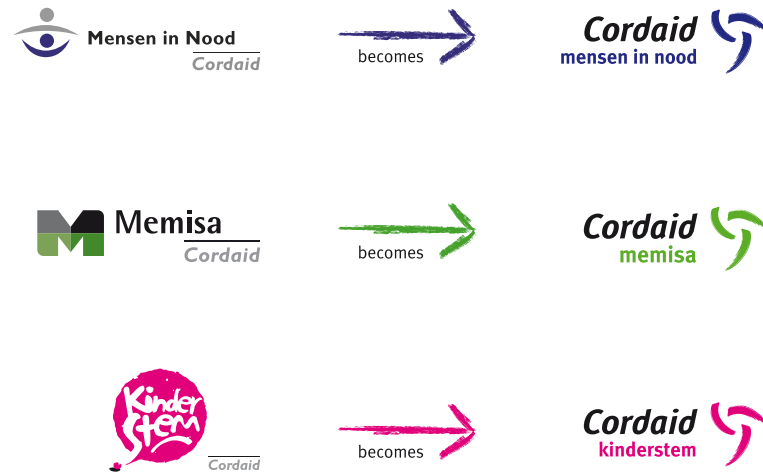 Mensen in Nood
Cordaid
becomes
Cordaid
mensen in nood
Memisa
Cordaid
becomes
Cordaid
memisa
Kinder
Stem
Cordaid
becomes
Cordaid
kinderstem